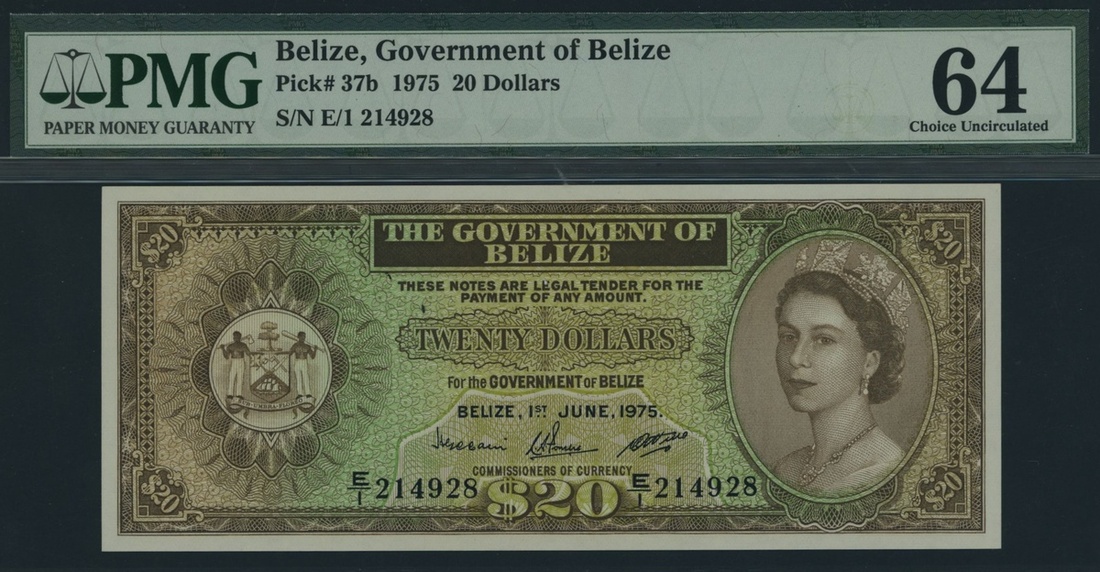 PMG
PAPER MONEY GUARANTY
Belize, Government of Belize
Pick# 37b 1975 20 Dollars
S/N E/1 214928
64
Choice Uncirculated
$20
$20
THE GOVERNMENT OF
BELIZE
THESE NOTES ARE LEGAL TENDER FOR THE
PAYMENT OF ANY AMOUNT.
TWENTY DOLLARS
For the GOVERNMENT of BELIZE
BELIZE, 1ST JUNE, 1975.
COMMISSIONERS OF CURRENCY
E/1 214928
$20
E/1 214928
$20
$20